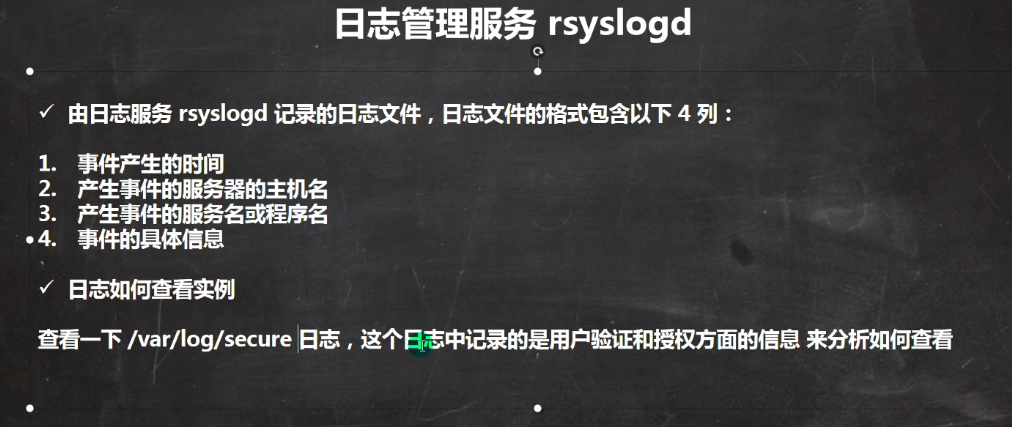 日志管理服务 rsyslogd
✓ 由日志服务 rsyslogd 记录的日志文件，日志文件的格式包含以下 4 列：
1. 事件产生的时间
2. 产生事件的服务器的主机名
3. 产生事件的服务名或程序名
4. 事件的具体信息
✓ 日志如何查看实例
查看一下 /var/log/secure 日志，这个日志中记录的是用户验证和授权方面的信息 来分析如何查看